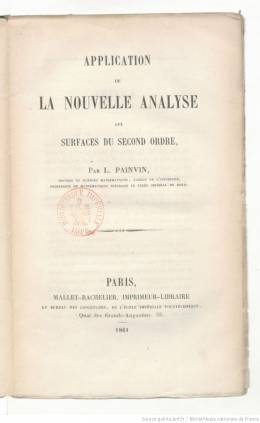 APPLICATION
DE
LA NOUVELLE ANALYSE
AUX
SURFACES DU SECOND ORDRE,
PAR L. PAINVIN,
DOCTEUR ÈS SCIENCES MATHÉMATIQUES, AGRÉGÉ DE L'UNIVERSITÉ,
PROFESSEUR DE MATHÉMATIQUES SPÉCIALES AU LYCÉE IMPÉRIAL DE DOUAI.
PARIS,
MALLET-BACHELIER, IMPRIMEUR-LIBRAIRE
DU BUREAU DES LONGITUDES, DE L'ÉCOLE IMPÉRIALE POLYTECHNIQUE,
Quai des Grands-Augustins, 55.
1861
Source gallica.bnf.fr / Bibliothèque nationale de France